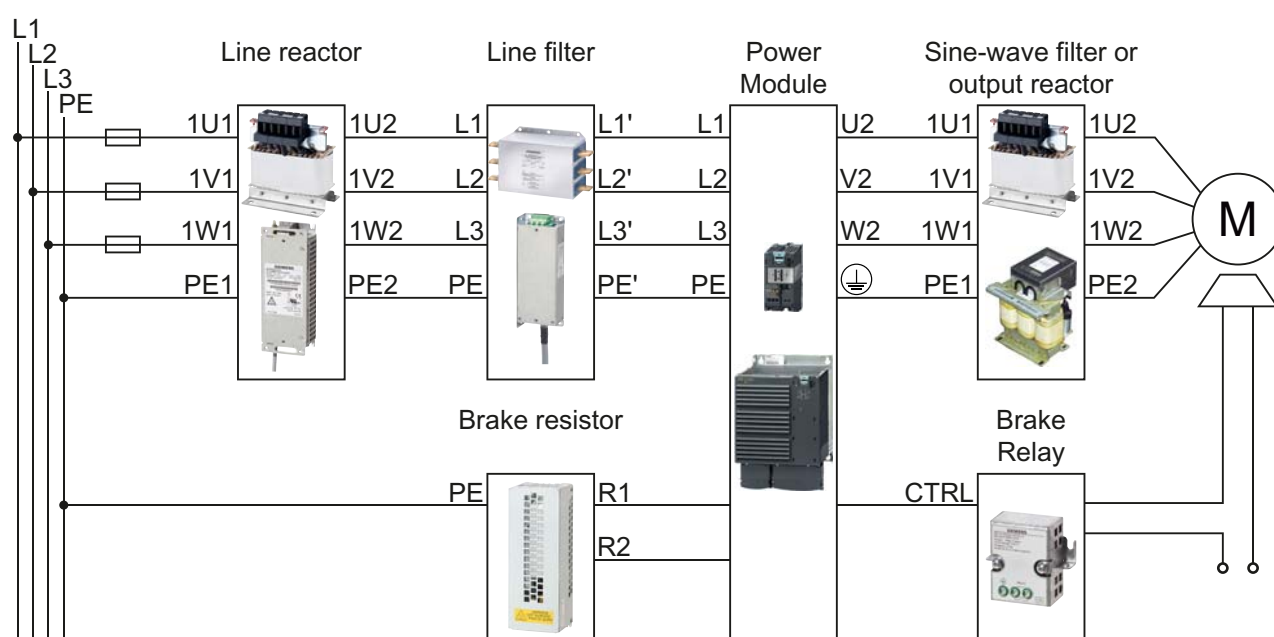 L1
L2
L3
PE
Line reactor
Line filter
Power
Module
Sine-wave filter or
output reactor
1U1 1U2 L1 L1' L1 U2 1U1 1U2
1V1 1V2 L2 L2' L2 V2 1V1 1V2
1W1 1W2 L3 L3' L3 W2 1W1 1W2
PE1 PE2 PE PE' PE PE1 PE2
M
Brake resistor
Brake
Relay
PE R1 CTRL
R2